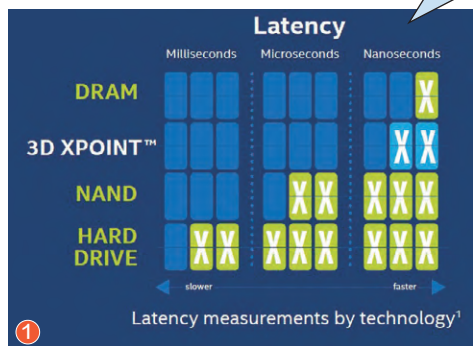 Latency
Milliseconds Microseconds Nanoseconds
DRAM X
3D XPOINT™ X X
NAND X X X X X
HARD
DRIVE X X X X X X X X
slower faster
Latency measurements by technology¹
1